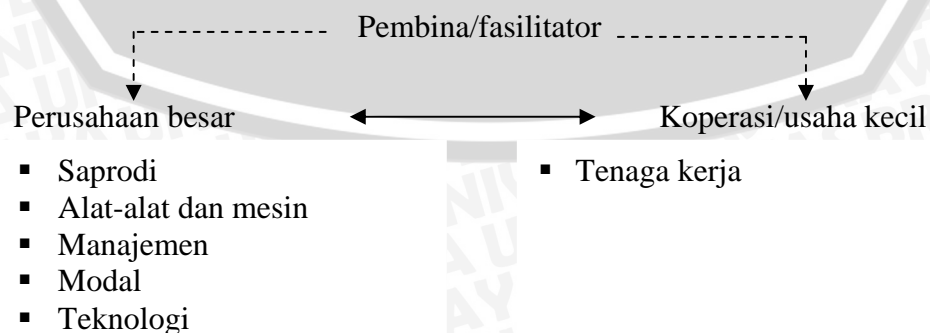 Pembina/fasilitator
Perusahaan besar
Koperasi/usaha kecil
▪ Saprodi
▪ Alat-alat dan mesin
▪ Manajemen
▪ Modal
▪ Teknologi
▪ Tenaga kerja